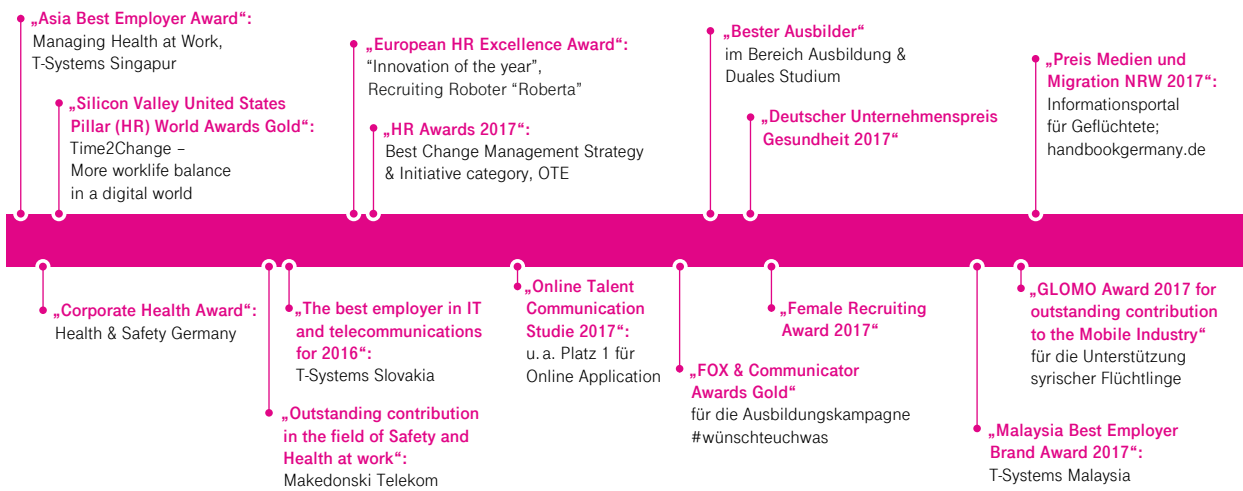 „Asia Best Employer Award“:
Managing Health at Work,
T-Systems Singapur
„Silicon Valley United States
Pillar (HR) World Awards Gold“:
Time2Change –
More worklife balance
in a digital world
„European HR Excellence Award“:
“Innovation of the year”,
Recruiting Roboter “Roberta”
„HR Awards 2017“:
Best Change Management Strategy
& Initiative category, OTE
„Bester Ausbilder“
im Bereich Ausbildung &
Duales Studium
„Deutscher Unternehmenspreis
Gesundheit 2017“
„Preis Medien und
Migration NRW 2017“:
Informationsportal
für Geflüchtete;
handbookgermany.de
„Corporate Health Award“:
Health & Safety Germany
„Outstanding contribution
in the field of Safety and
Health at work“:
Makedonski Telekom
„The best employer in IT
and telecommunications
for 2016“:
T-Systems Slovakia
„Online Talent
Communication
Studie 2017“:
u. a. Platz 1 für
Online Application
„FOX & Communicator
Awards Gold“
für die Ausbildungskampagne
#wünschteuchwas
„Female Recruiting
Award 2017“
„Malaysia Best Employer
Brand Award 2017“:
T-Systems Malaysia
„GLOMO Award 2017 for
outstanding contribution
to the Mobile Industry“
für die Unterstützung
syrischer Flüchtlinge